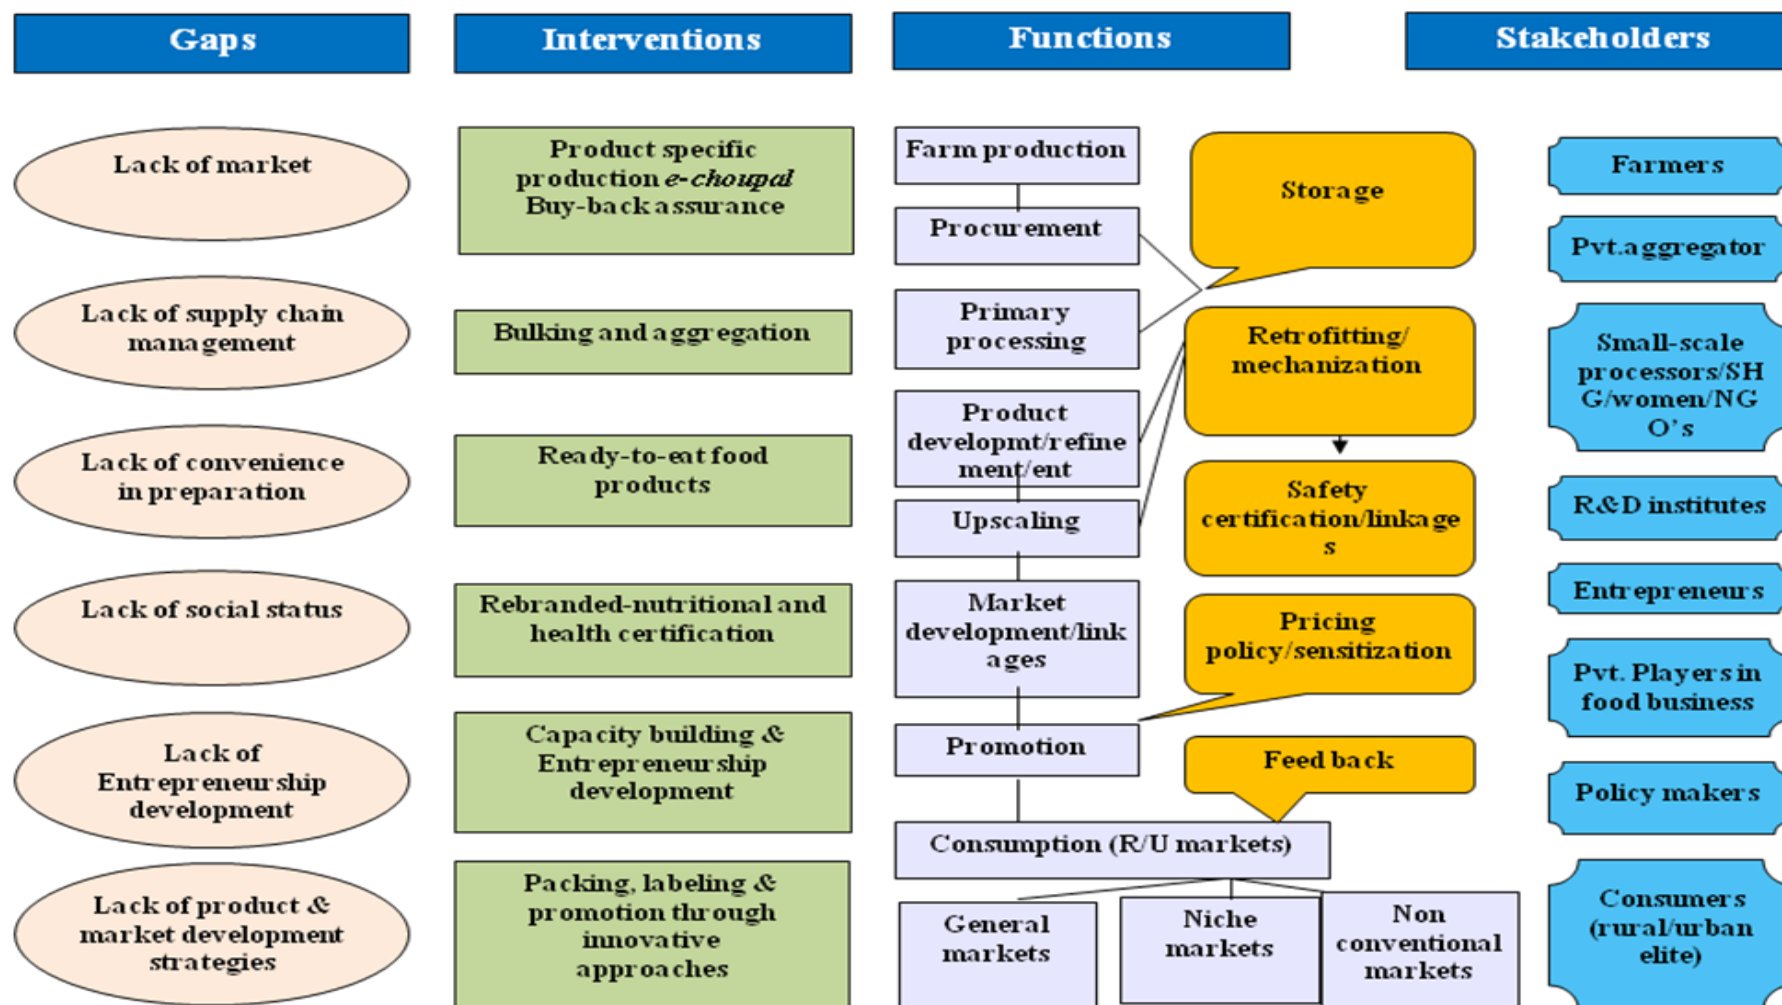 Gaps
Interventions
Functions
Stakeholders
Lack of market
Lack of supply chain
management
Lack of convenience
in preparation
Lack of social status
Lack of
Entrepreneurship
development
Lack of product &
market development
strategies
Product specific
production e-choupal
Buy-back assurance
Bulking and aggregation
Ready-to-eat food
products
Rebranded-nutritional and
health certification
Capacity building &
Entrepreneurship
development
Packing, labeling &
promotion through
innovative
approaches
Farm production
Procurement
Primary
processing
Product
developmt/refine
ment/ent
Upscaling
Market
development/link
ages
Promotion
Consumption (R/U markets)
General
markets
Niche
markets
Non
conventional
markets
Storage
Retrofitting/
mechanization
Safety
certification/linkage
s
Pricing
policy/sensitization
Feed back
Farmers
Pvt.aggregator
Small-scale
processors/SH
G/women/NG
O's
R&D institutes
Entrepreneurs
Pvt. Players in
food business
Policy makers
Consumers
(rural/urban
elite)